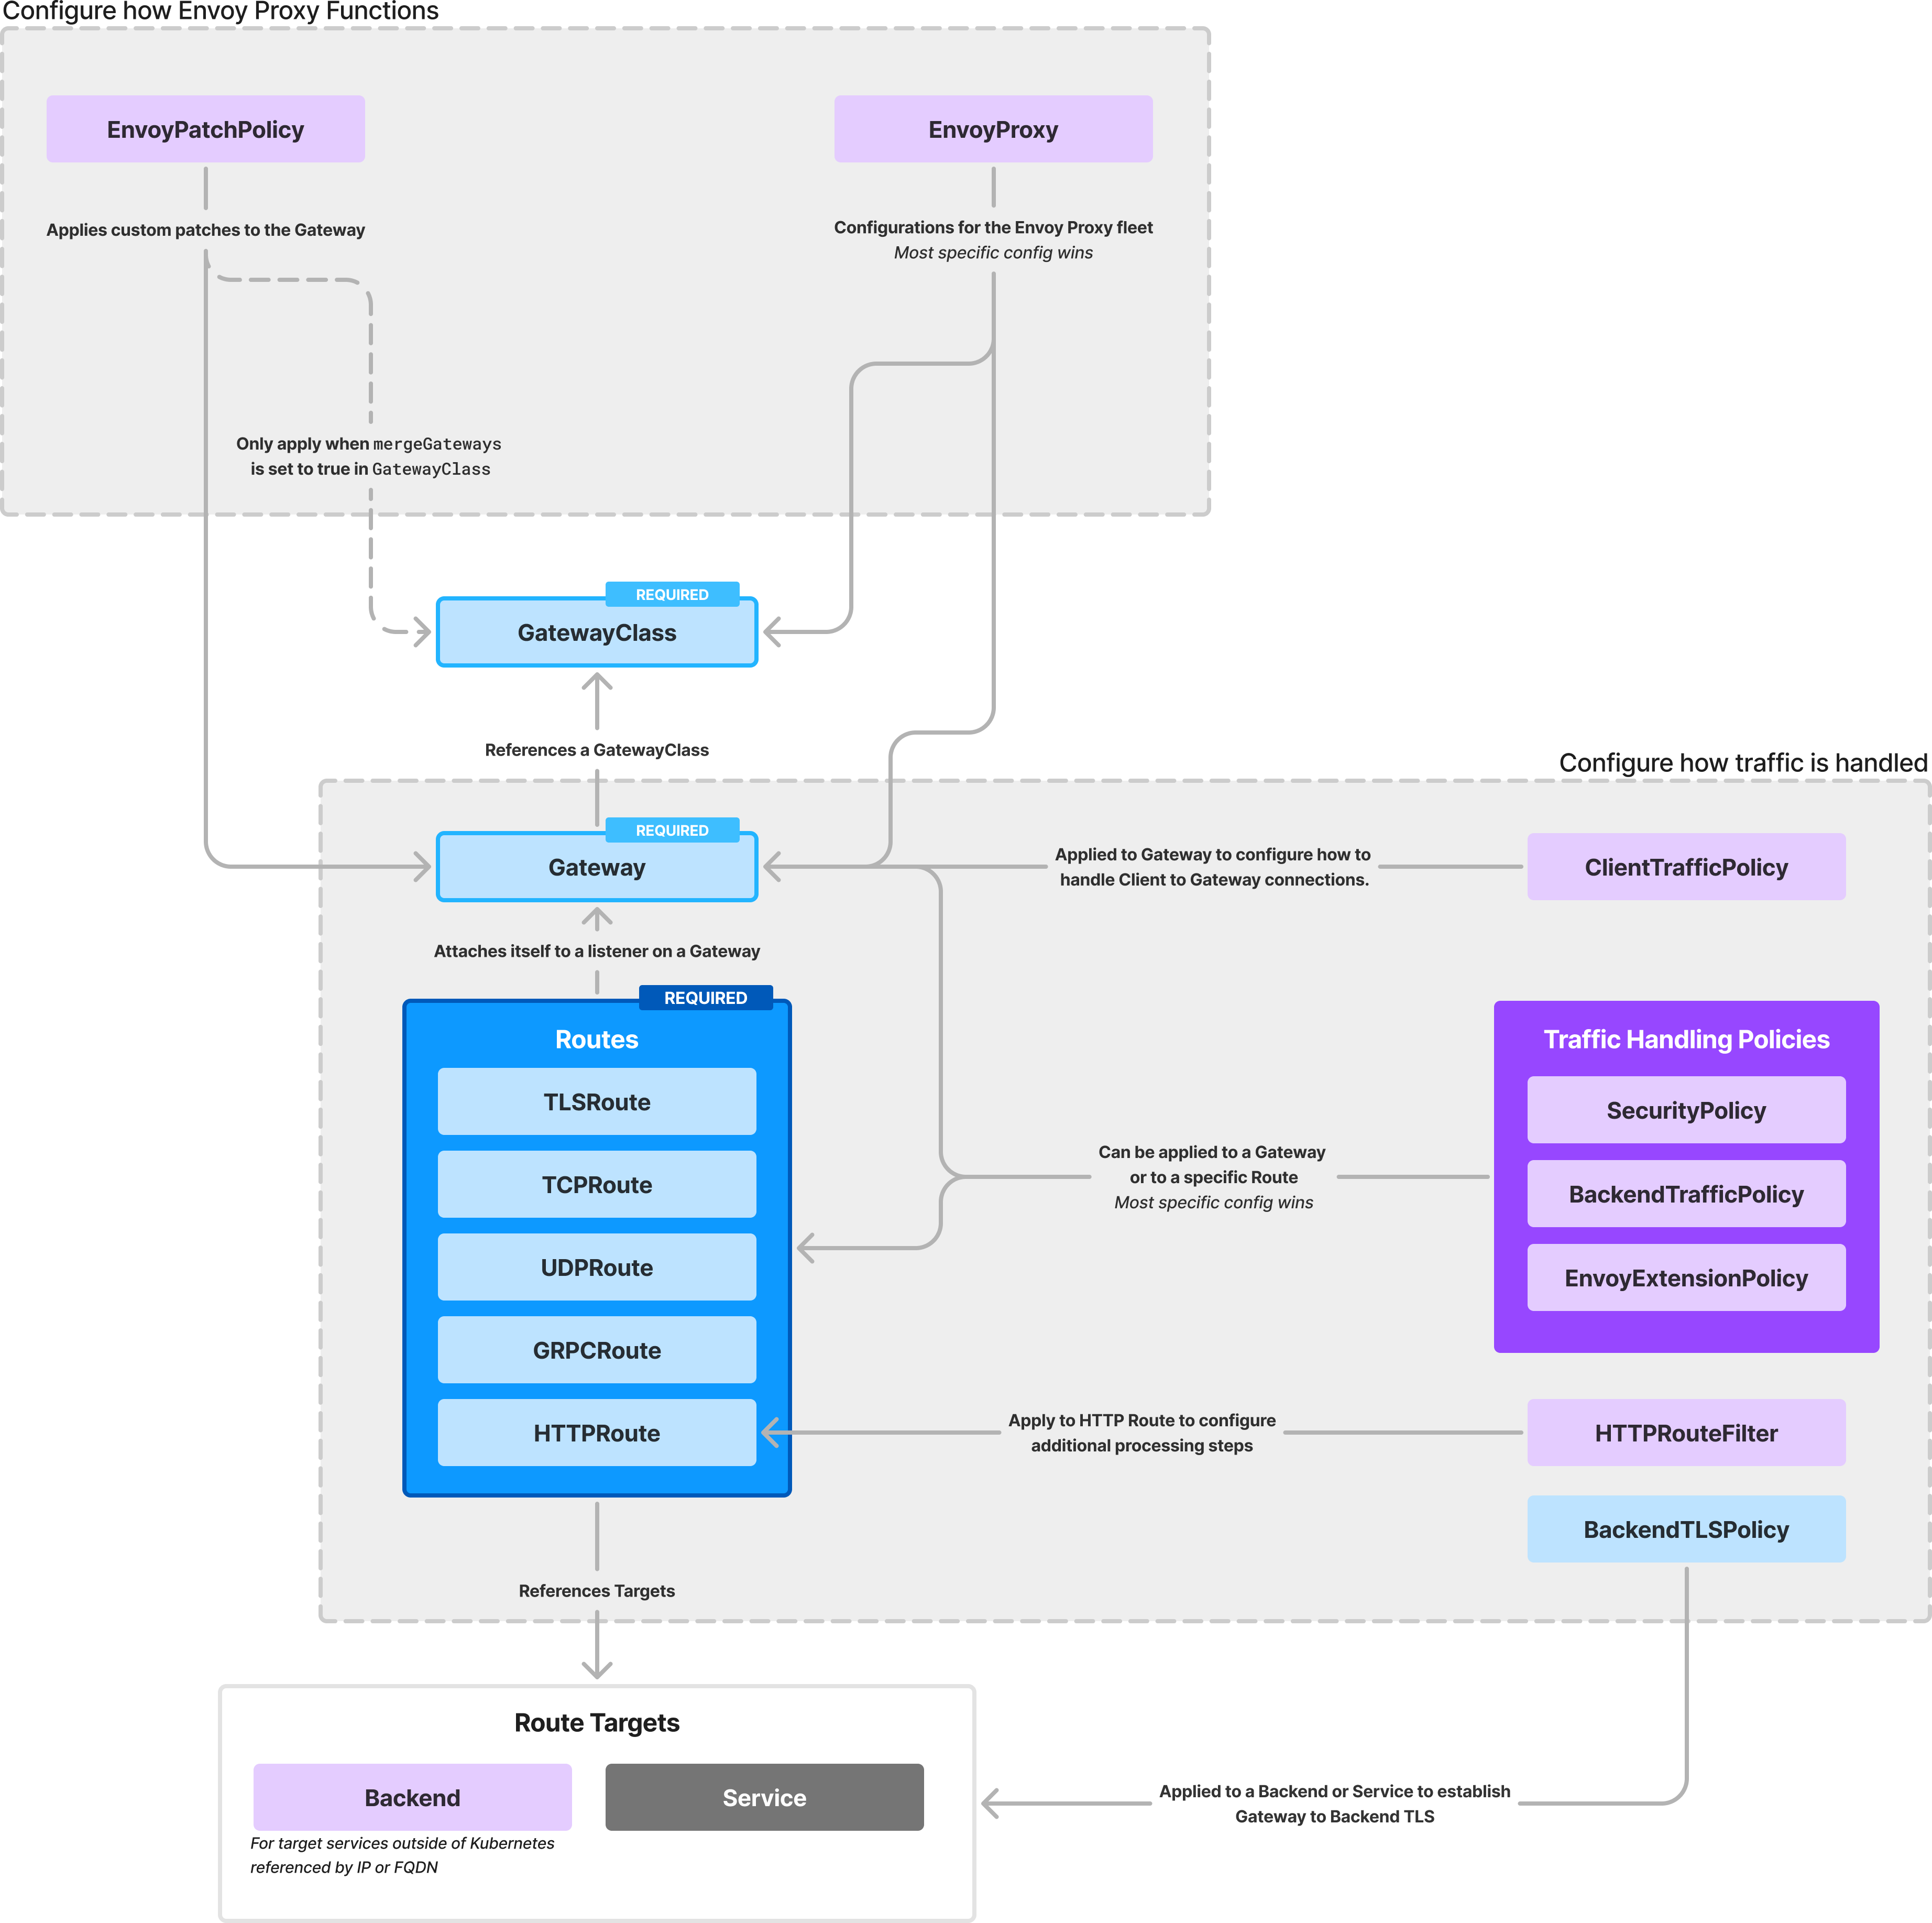 Configure how Envoy Proxy Functions
EnvoyPatchPolicy
EnvoyProxy
Applies custom patches to the Gateway
Configurations for the Envoy Proxy fleet
Most specific config wins
Only apply when mergeGateways
is set to true in GatewayClass
REQUIRED
GatewayClass
References a GatewayClass
Configure how traffic is handled
REQUIRED
Gateway
Applied to Gateway to configure how to
handle Client to Gateway connections.
ClientTrafficPolicy
Attaches itself to a listener on a Gateway
REQUIRED
Routes
TLSRoute
TCPRoute
UDPRoute
GRPCRoute
HTTPRoute
Can be applied to a Gateway
or to a specific Route
Most specific config wins
Traffic Handling Policies
SecurityPolicy
BackendTrafficPolicy
EnvoyExtensionPolicy
Apply to HTTP Route to configure
additional processing steps
HTTPRouteFilter
BackendTLSPolicy
References Targets
Route Targets
Backend
Service
For target services outside of Kubernetes
referenced by IP or FQDN
Applied to a Backend or Service to establish
Gateway to Backend TLS